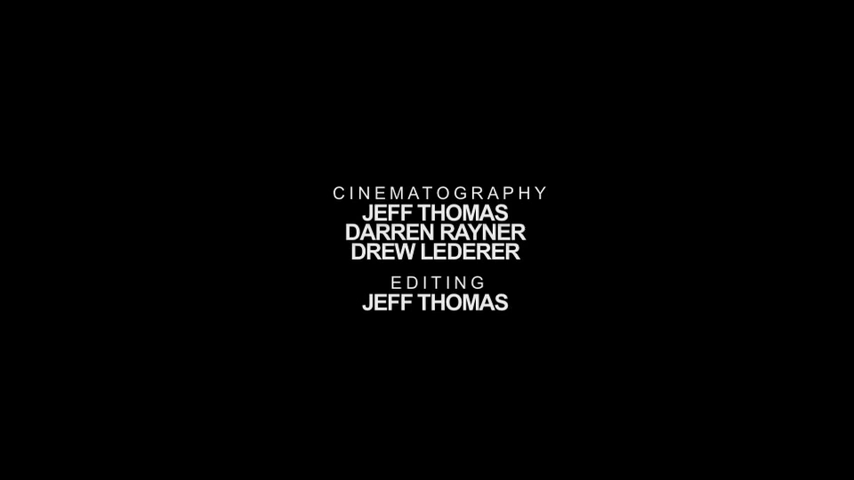 CINEMATOGRAPHY
JEFF THOMAS
DARREN RAYNER
DREW LEDERER
EDITING
JEFF THOMAS